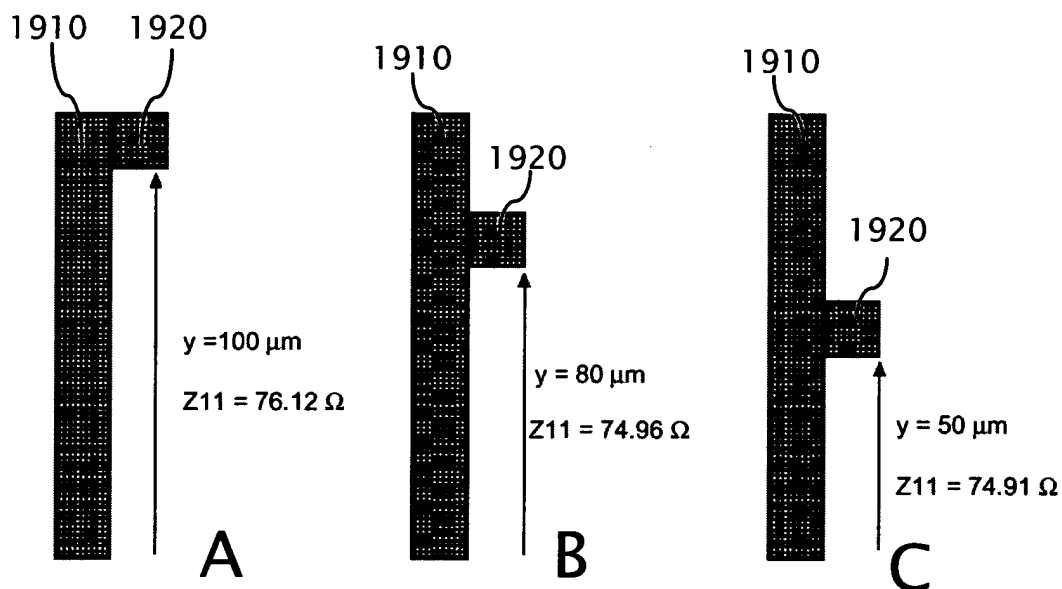 1910 1920
y =100 μm
Z11 = 76.12 Ω
A
1910
1920
y = 80 μm
Z11 = 74.96 Ω
B
1910
1920
y = 50 μm
Z11 = 74.91 Ω
C